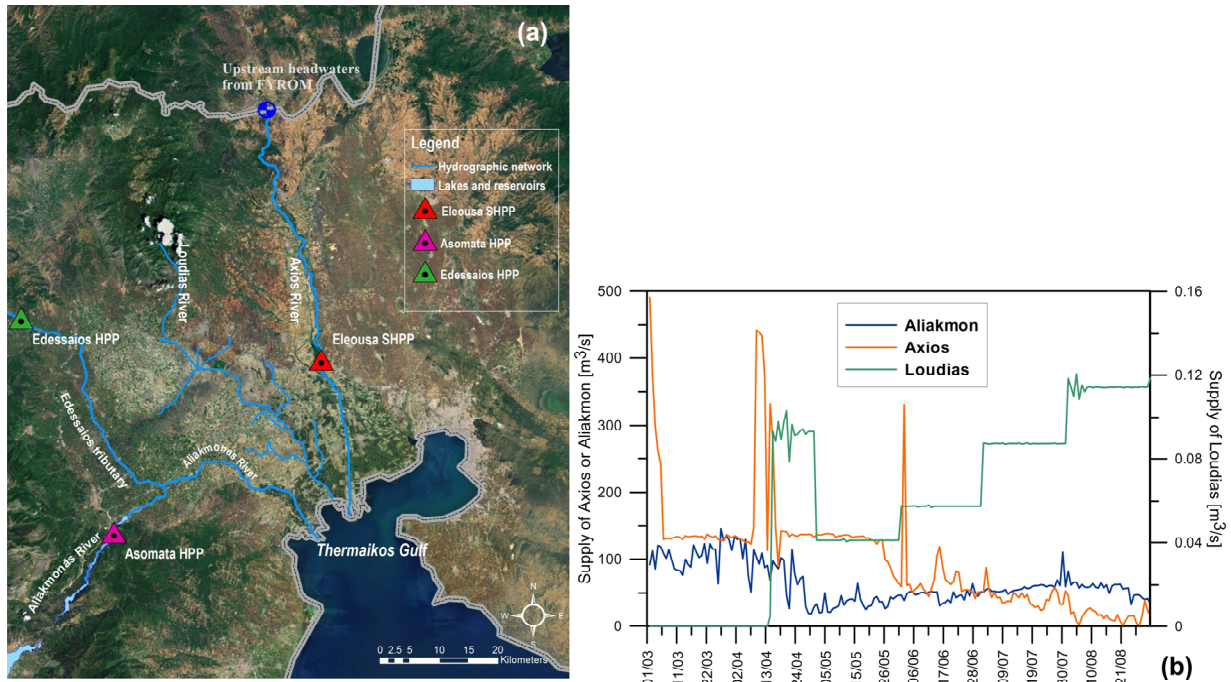 (a)
Upstream headwaters
from FYROM
Legend
Hydrographic network
Lakes and reservoirs
Eleousa SHPP
Asomata HPP
Edessaios HPP
Loudias River
Axios River
Edessaios HPP
Eleousa SHPP
Edessaios tributary
Aliakmonas River
Asomata HPP
Aliakmonas River
Thermaikos Gulf
N
W E
S
0 2.5 5 10 15 20
Kilometers
Supply of Axios or Aliakmon [m³/s]
500
400
300
200
100
0
Aliakmon
Axios
Loudias
0.16
0.12
0.08
0.04
0
Supply of Loudias [m³/s]
01/03
11/03
22/03
02/04
13/04
24/04
05/05
15/05
26/05
06/06
17/06
28/06
09/07
19/07
30/07
10/08
21/08
(b)